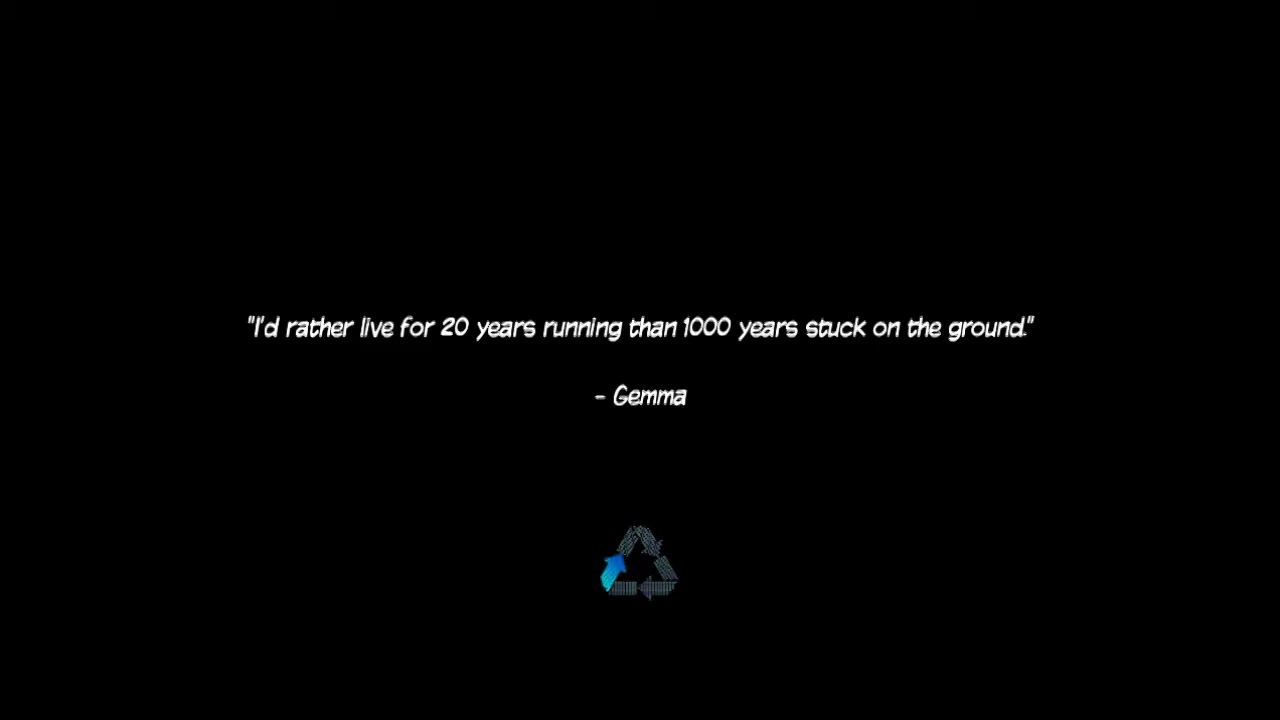 "I'd rather live for 20 years running than 1000 years stuck on the ground."
- Gemma